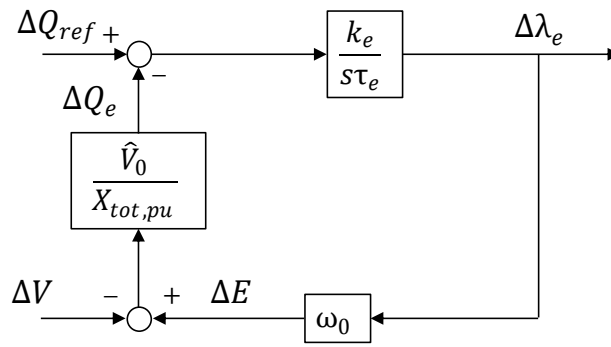 ΔQ_ref + − k_e / sτ_e Δλ_e
ΔQ_e
V̂_0 / X_tot,pu
ΔV − + ΔE ω_0